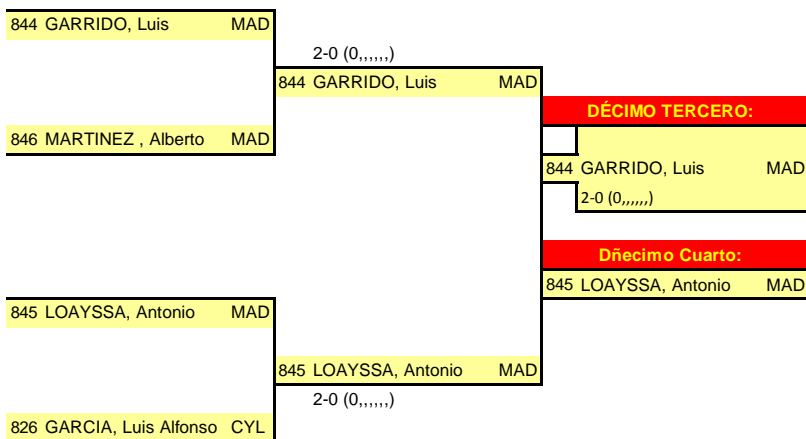 844 GARRIDO, Luis MAD
2-0 (0,,,,,,)
844 GARRIDO, Luis MAD
DÉCIMO TERCERO:
846 MARTINEZ , Alberto MAD
844 GARRIDO, Luis MAD
2-0 (0,,,,,,)
Dñecimo Cuarto:
845 LOAYSSA, Antonio MAD
845 LOAYSSA, Antonio MAD
845 LOAYSSA, Antonio MAD
2-0 (0,,,,,,)
826 GARCIA, Luis Alfonso CYL